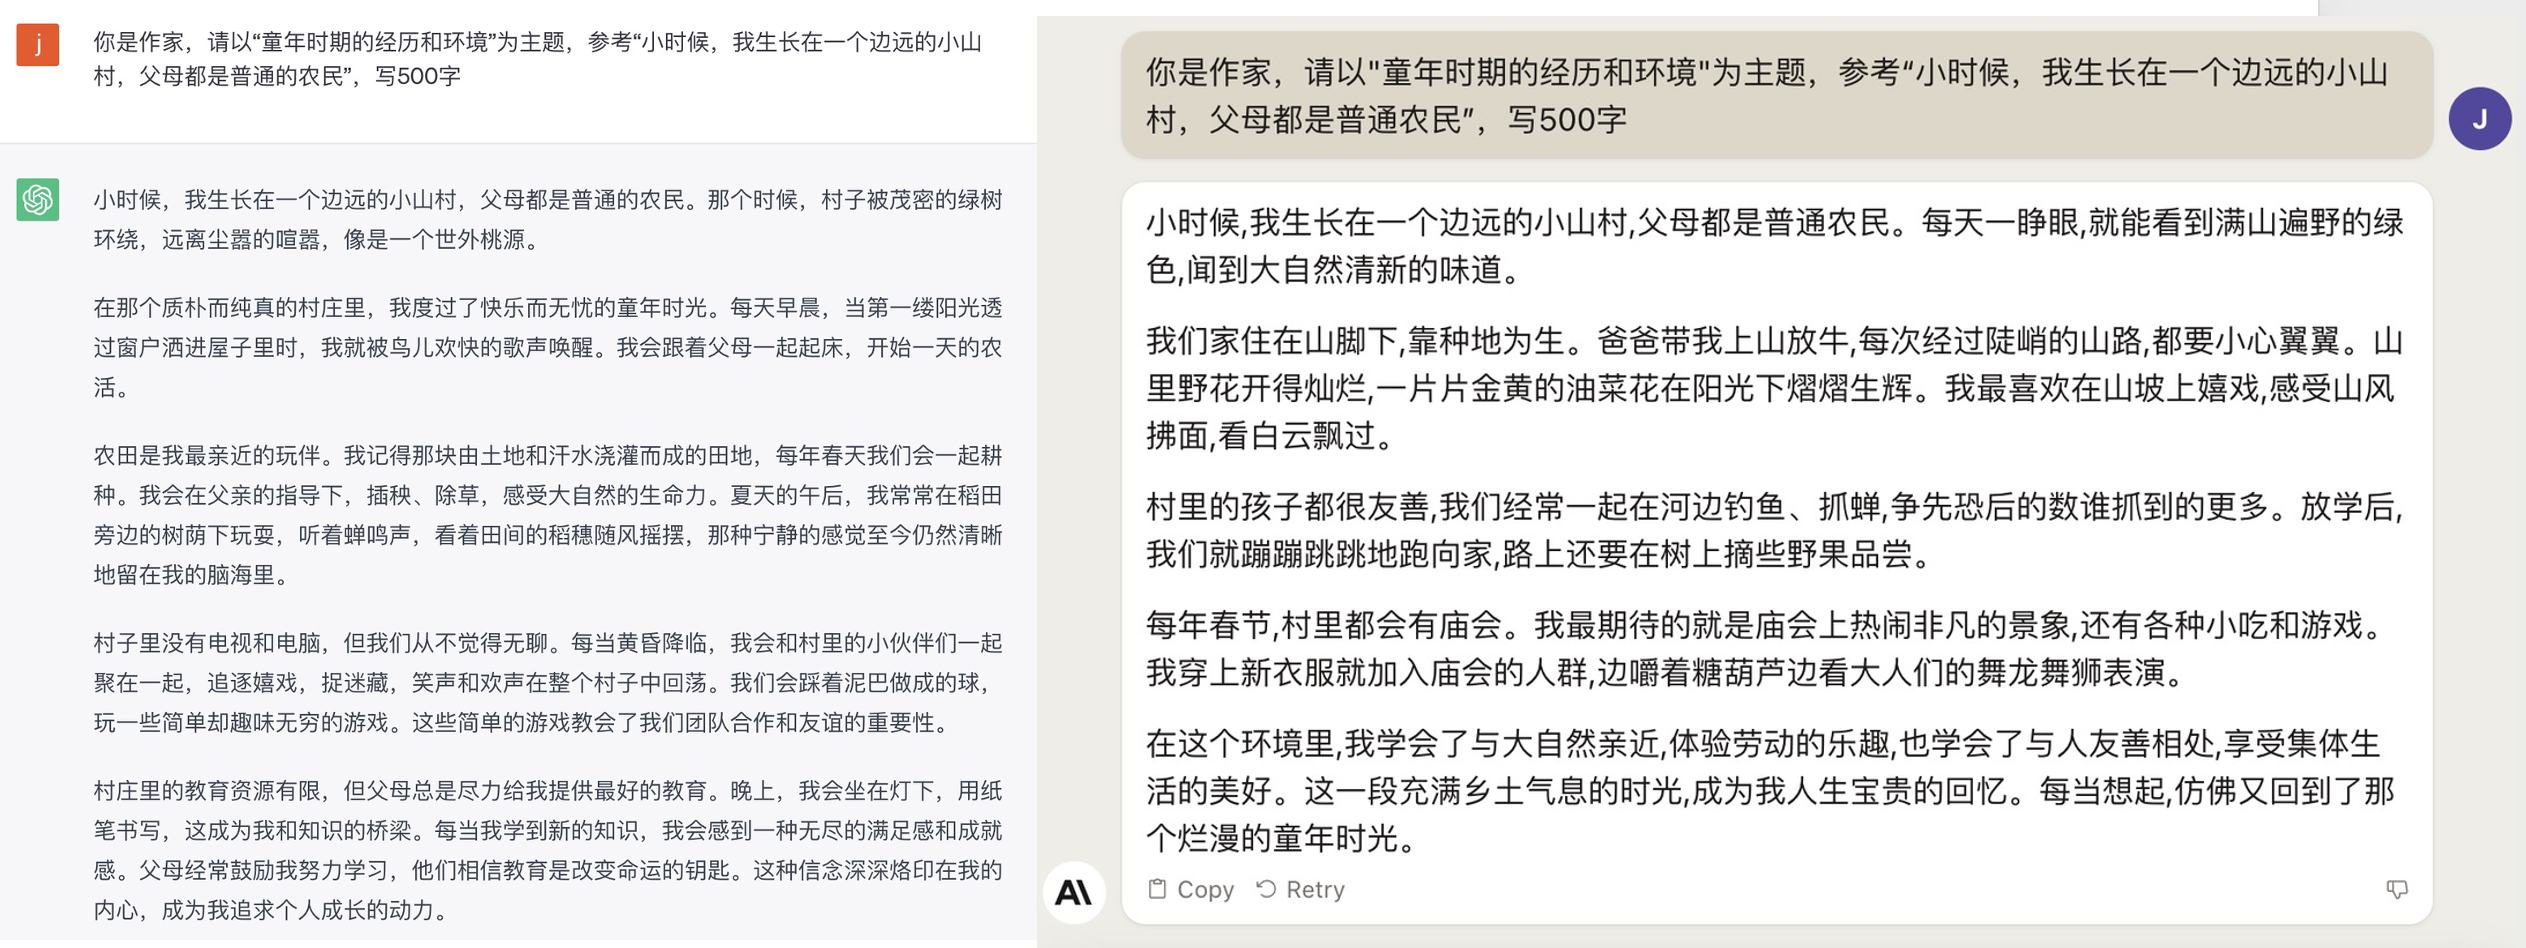 j
你是作家，请以“童年时期的经历和环境”为主题，参考“小时候，我生长在一个边远的小山
村，父母都是普通的农民”，写500字
小时候，我生长在一个边远的小山村，父母都是普通的农民。那个时候，村子被茂密的绿树
环绕，远离尘嚣的喧嚣，像是一个世外桃源。
在那个质朴而纯真的村庄里，我度过了快乐而无忧的童年时光。每天早晨，当第一缕阳光透
过窗户洒进屋子里时，我就被鸟儿欢快的歌声唤醒。我会跟着父母一起起床，开始一天的农
活。
农田是我最亲近的玩伴。我记得那块由土地和汗水浇灌而成的田地，每年春天我们会一起耕
种。我会在父亲的指导下，插秧、除草，感受大自然的生命力。夏天的午后，我常常在稻田
旁边的树荫下玩耍，听着蝉鸣声，看着田间的稻穗随风摇摆，那种宁静的感觉至今仍然清晰
地留在我的脑海里。
村子里没有电视和电脑，但我们从不觉得无聊。每当黄昏降临，我会和村里的小伙伴们一起
聚在一起，追逐嬉戏，捉迷藏，笑声和欢声在整个村子中回荡。我们会踩着泥巴做成的球，
玩一些简单却趣味无穷的游戏。这些简单的游戏教会了我们团队合作和友谊的重要性。
村庄里的教育资源有限，但父母总是尽力给我提供最好的教育。晚上，我会坐在灯下，用纸
笔书写，这成为我和知识的桥梁。每当我学到新的知识，我会感到一种无尽的满足感和成就
感。父母经常鼓励我努力学习，他们相信教育是改变命运的钥匙。这种信念深深烙印在我的
内心，成为我追求个人成长的动力。
你是作家，请以"童年时期的经历和环境"为主题，参考“小时候，我生长在一个边远的小山
村，父母都是普通农民”，写500字
J
小时候,我生长在一个边远的小山村,父母都是普通农民。每天一睁眼,就能看到满山遍野的绿
色,闻到大自然清新的味道。
我们家住在山脚下,靠种地为生。爸爸带我上山放牛,每次经过陡峭的山路,都要小心翼翼。山
里野花开得灿烂,一片片金黄的油菜花在阳光下熠熠生辉。我最喜欢在山坡上嬉戏,感受山风
拂面,看白云飘过。
村里的孩子都很友善,我们经常一起在河边钓鱼、抓蝉,争先恐后的数谁抓到的更多。放学后,
我们就蹦蹦跳跳地跑向家,路上还要在树上摘些野果品尝。
每年春节,村里都会有庙会。我最期待的就是庙会上热闹非凡的景象,还有各种小吃和游戏。
我穿上新衣服就加入庙会的人群,边嚼着糖葫芦边看大人们的舞龙舞狮表演。
在这个环境里,我学会了与大自然亲近,体验劳动的乐趣,也学会了与人友善相处,享受集体生
活的美好。这一段充满乡土气息的时光,成为我人生宝贵的回忆。每当想起,仿佛又回到了那
个烂漫的童年时光。
A\
Copy Retry